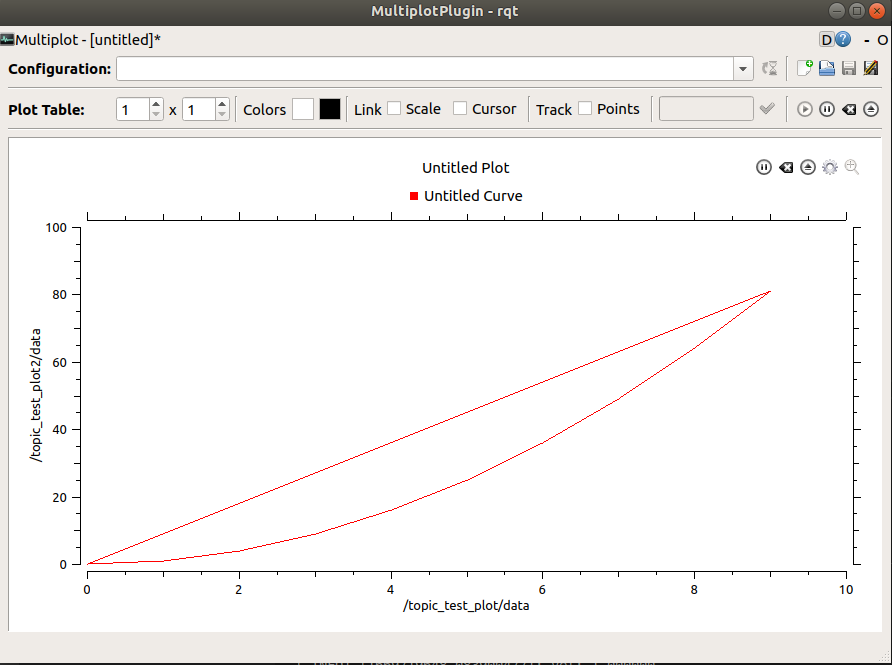 MultiplotPlugin - rqt
Multiplot - [untitled]* D ? - O
Configuration:
Plot Table: 1 x 1 Colors Link Scale Cursor Track Points
Untitled Plot
Untitled Curve
100
80
60
40
20
0
/topic_test_plot2/data
0 2 4 6 8 10
/topic_test_plot/data